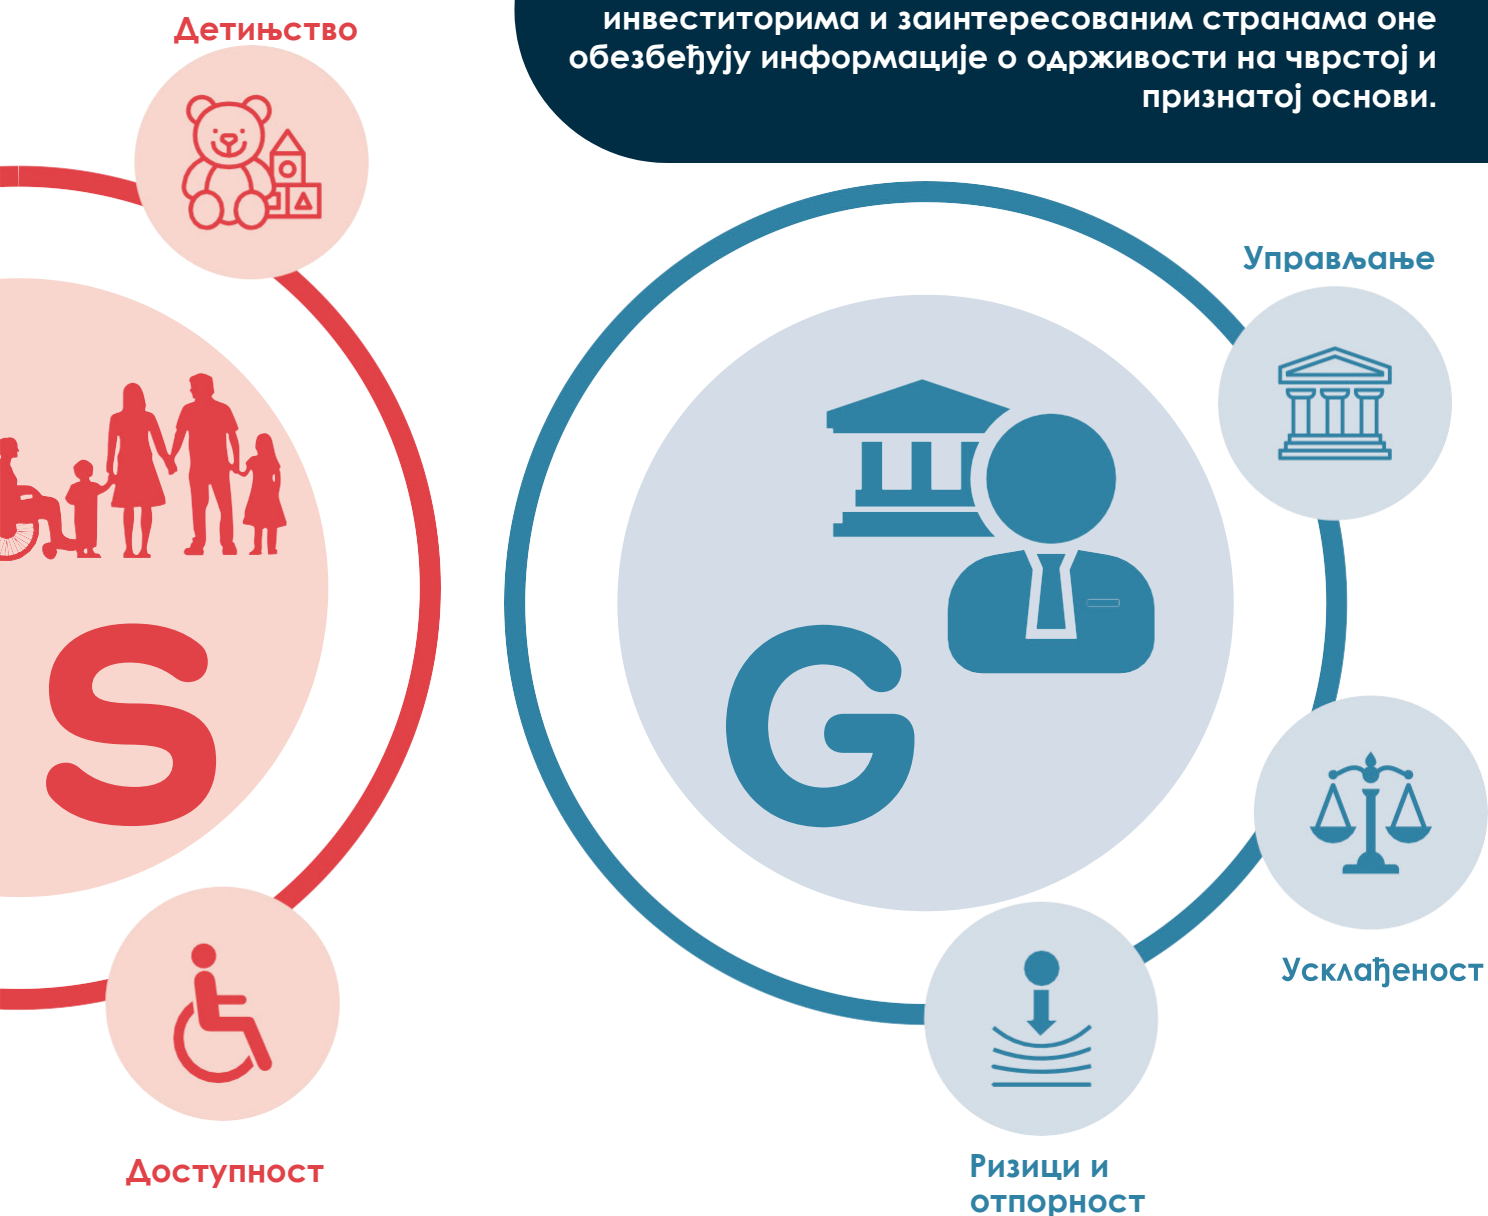 Детињство
инвеститорима и заинтересованим странама оне
обезбеђују информације о одрживости на чврстој и
признатој основи.
Управљање
S
G
Усклађеност
Доступност
Ризици и
отпорност